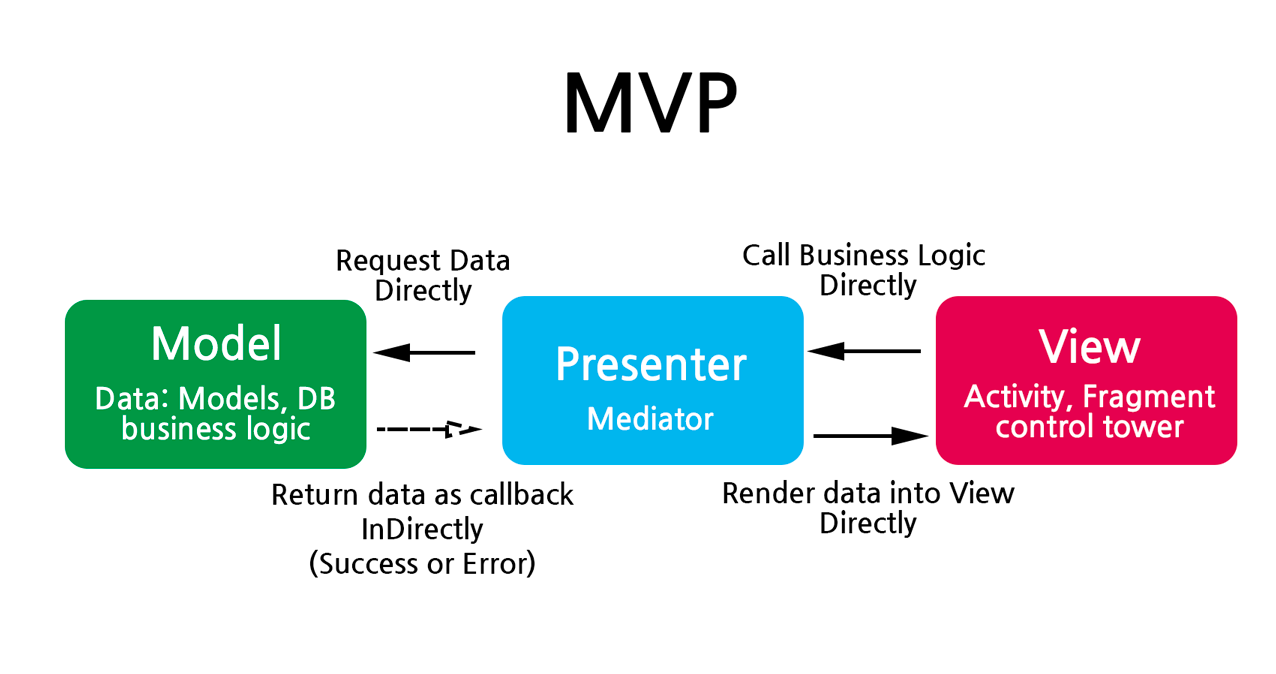 MVP
Request Data
Directly
Call Business Logic
Directly
Model
Data: Models, DB
business logic
Presenter
Mediator
View
Activity, Fragment
control tower
Return data as callback
InDirectly
(Success or Error)
Render data into View
Directly